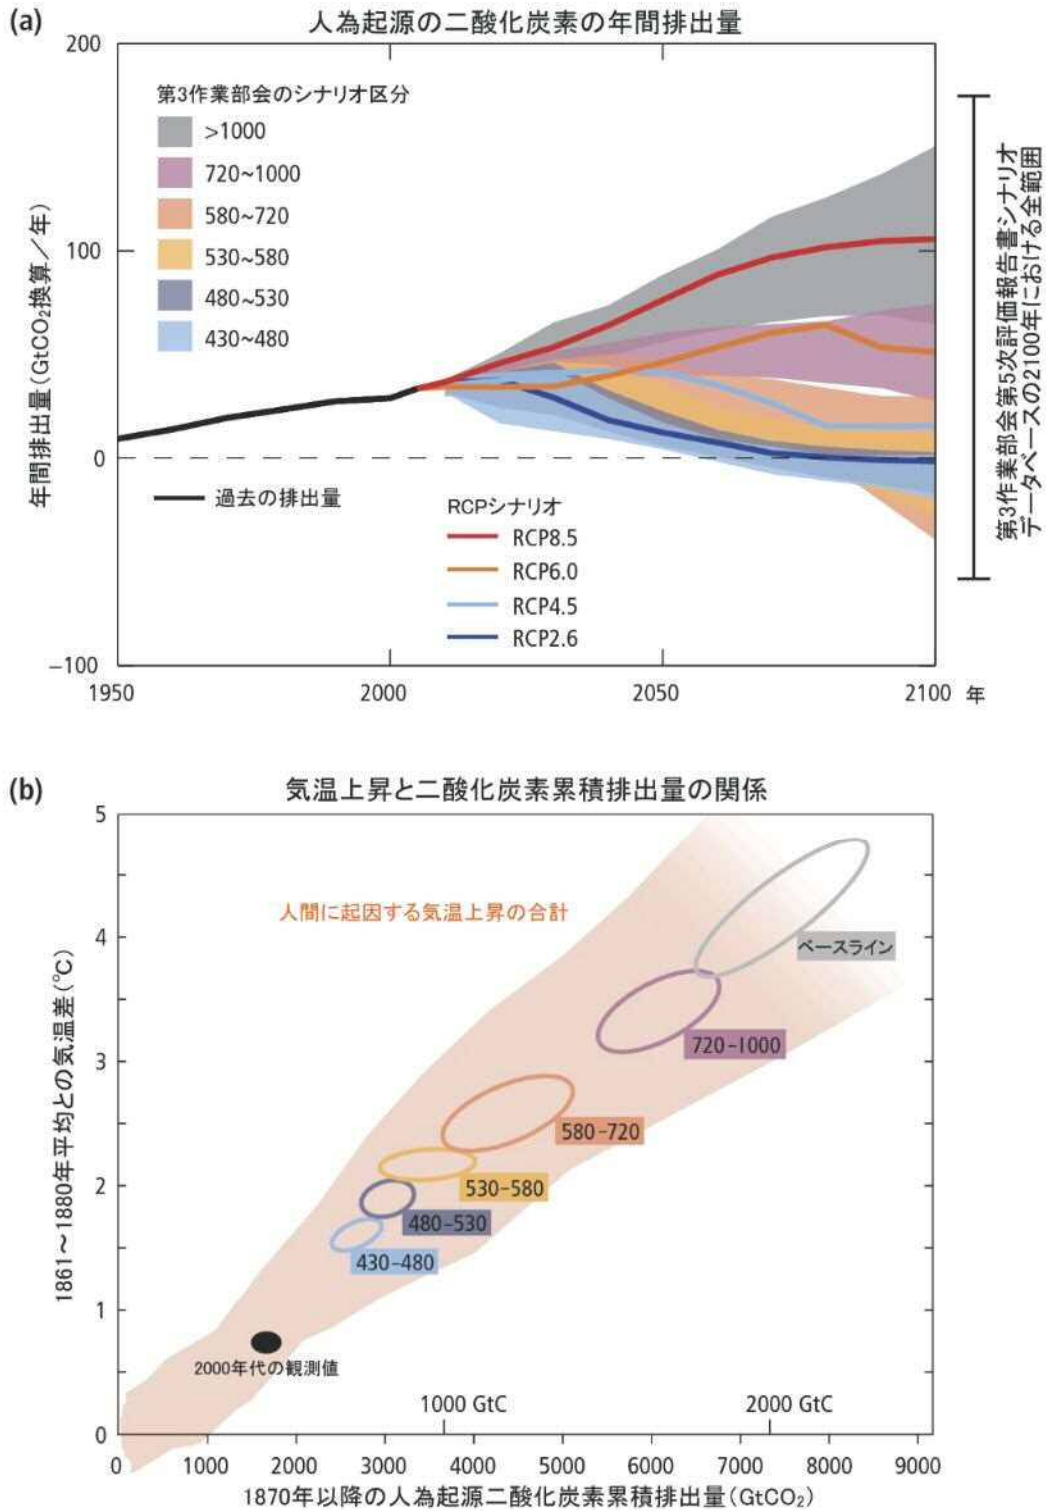 (a)
人為起源の二酸化炭素の年間排出量
200
100
0
−100
年間排出量(GtCO₂換算／年)
第3作業部会のシナリオ区分
>1000
720~1000
580~720
530~580
480~530
430~480
過去の排出量
RCPシナリオ
RCP8.5
RCP6.0
RCP4.5
RCP2.6
1950
2000
2050
2100
年
第3作業部会第5次評価報告書シナリオ
データベースの2100年における全範囲
(b)
気温上昇と二酸化炭素累積排出量の関係
5
4
3
2
1
0
1861～1880年平均との気温差(℃)
人間に起因する気温上昇の合計
ベースライン
720-1000
580-720
530-580
480-530
430-480
2000年代の観測値
1000 GtC
2000 GtC
0
1000
2000
3000
4000
5000
6000
7000
8000
9000
1870年以降の人為起源二酸化炭素累積排出量(GtCO₂)